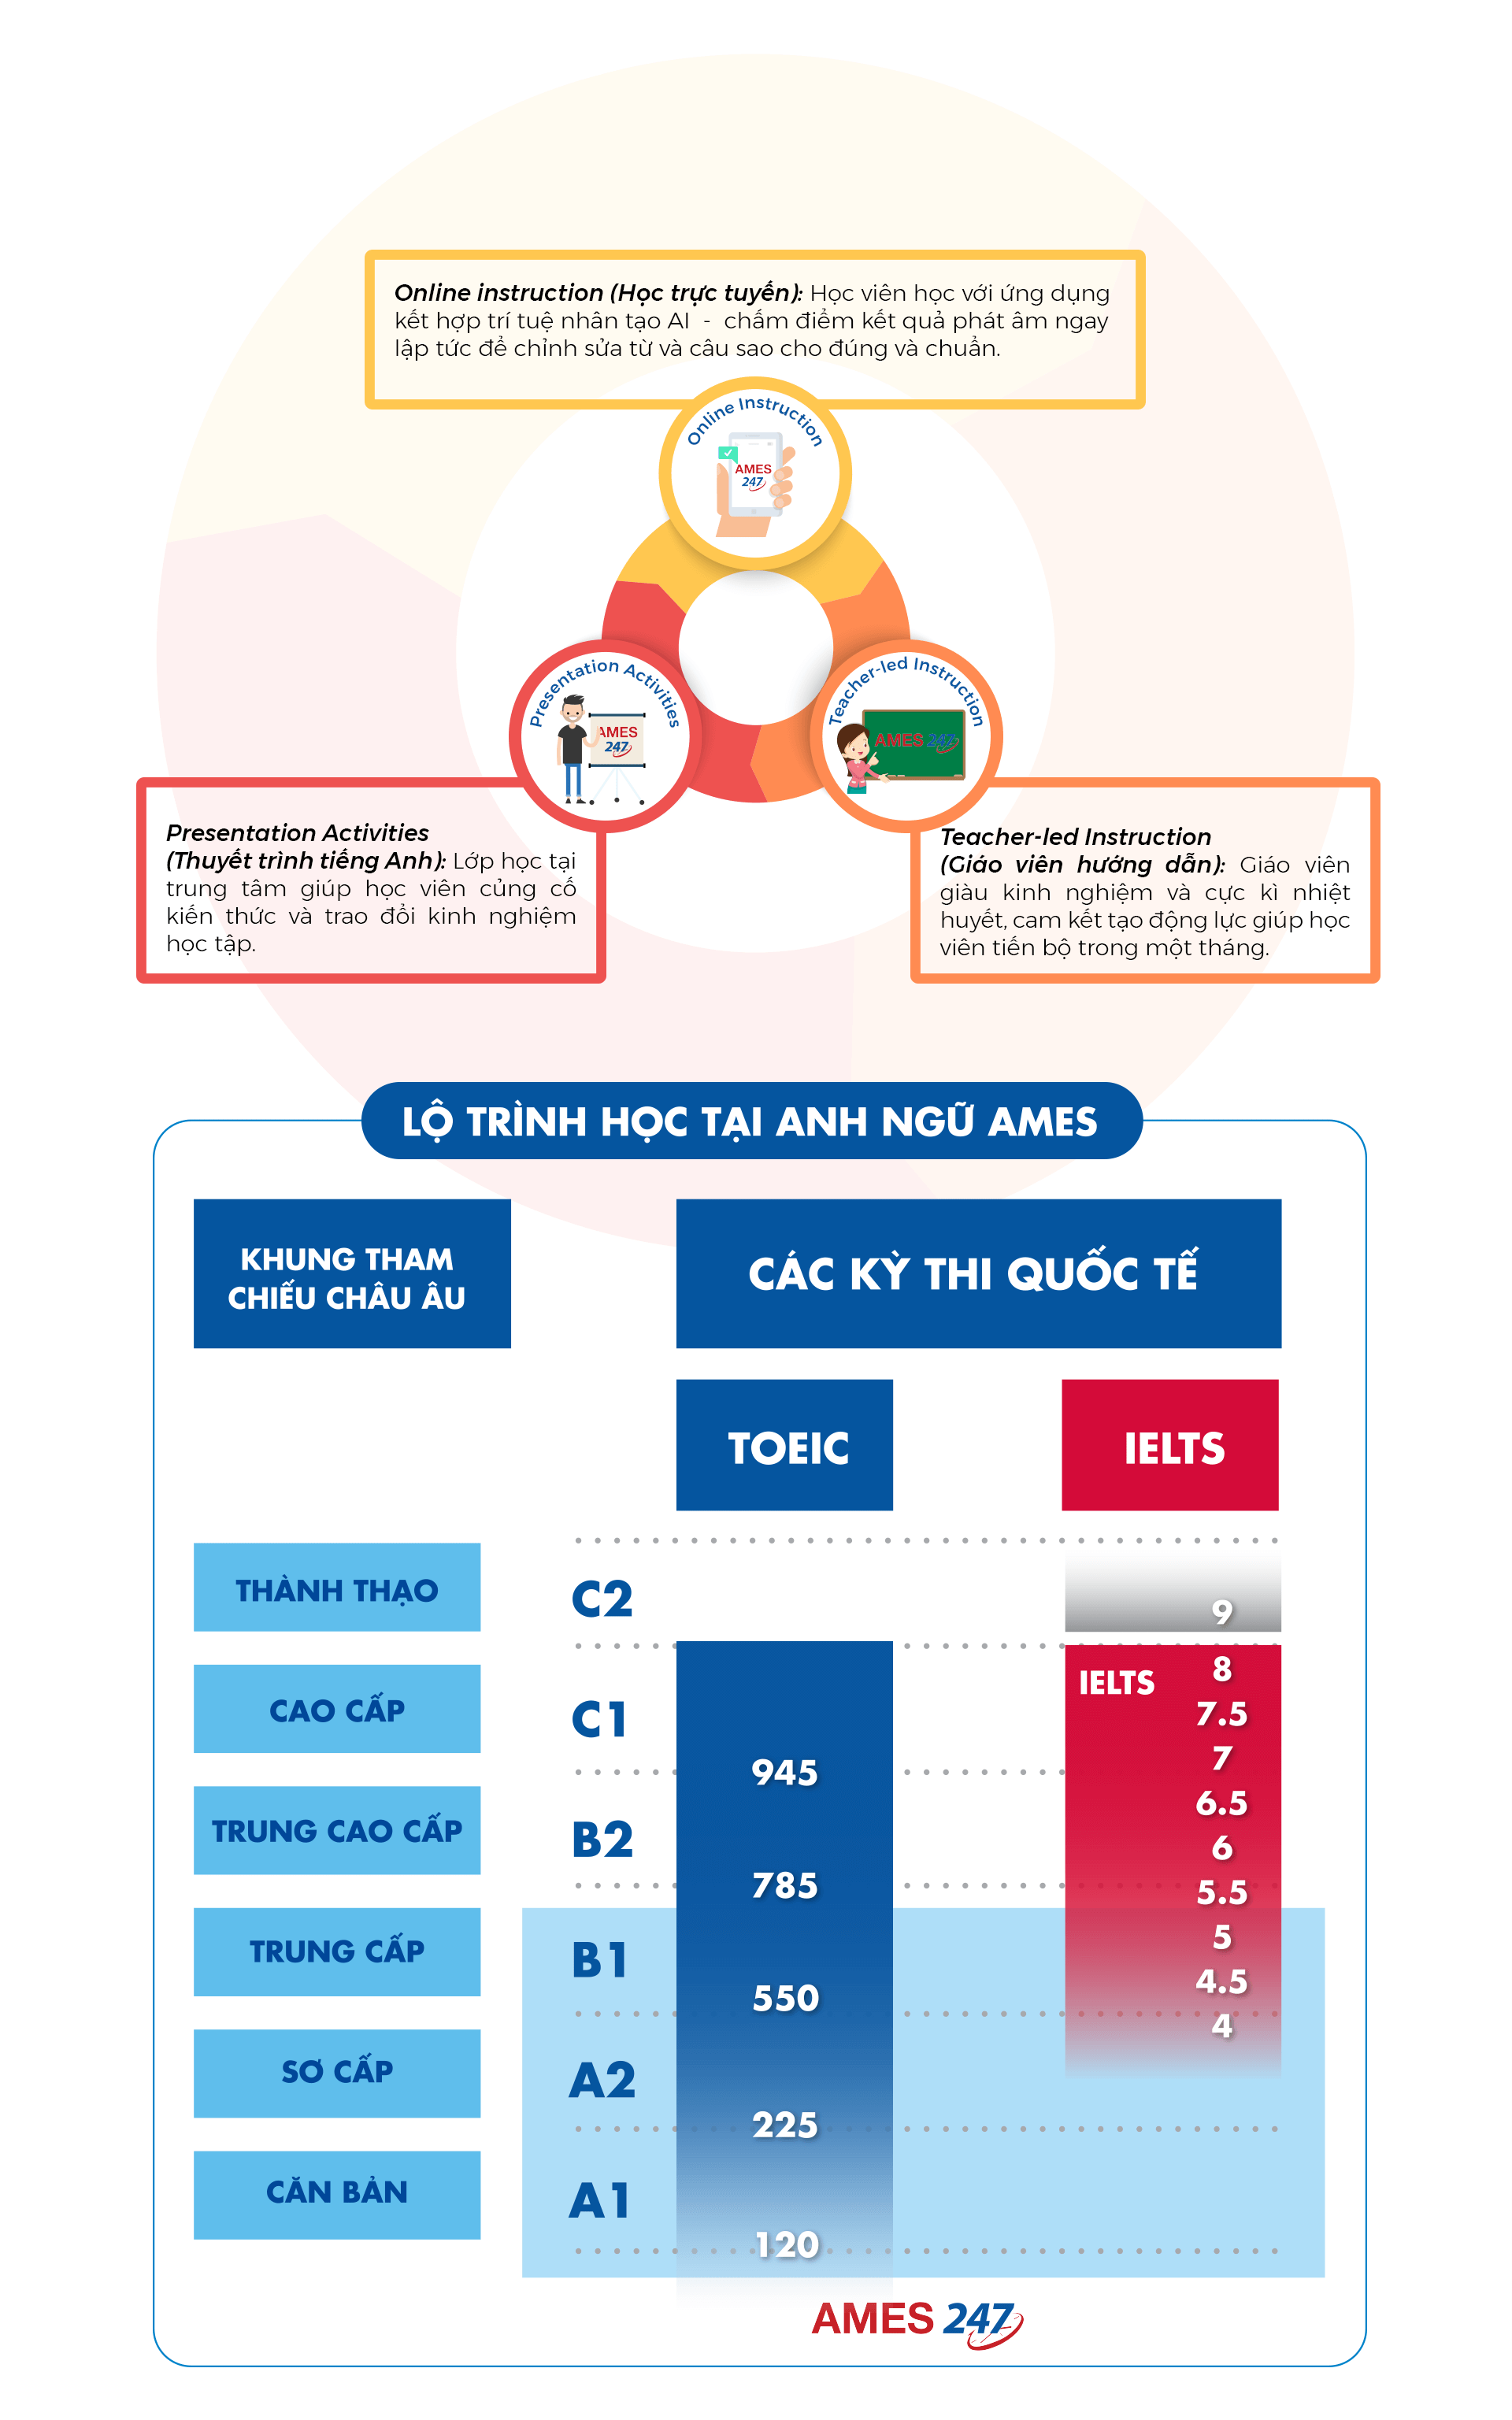 Online instruction (Học trực tuyến): Học viên học với ứng dụng
kết hợp trí tuệ nhân tạo AI - chấm điểm kết quả phát âm ngay
lập tức để chỉnh sửa từ và câu sao cho đúng và chuẩn.
Online Instruction
AMES
247
Presentation Activities
AMES
247
Teacher-led Instruction
AMES 247
Presentation Activities
(Thuyết trình tiếng Anh): Lớp học tại
trung tâm giúp học viên củng cố
kiến thức và trao đổi kinh nghiệm
học tập.
Teacher-led Instruction
(Giáo viên hướng dẫn): Giáo viên
giàu kinh nghiệm và cực kì nhiệt
huyết, cam kết tạo động lực giúp học
viên tiến bộ trong một tháng.
LỘ TRÌNH HỌC TẠI ANH NGỮ AMES
KHUNG THAM
CHIẾU CHÂU ÂU
CÁC KỲ THI QUỐC TẾ
TOEIC
IELTS
THÀNH THẠO
C2
9
CAO CẤP
C1
IELTS
8
7.5
7
945
TRUNG CAO CẤP
B2
6.5
6
785
5.5
TRUNG CẤP
B1
5
4.5
550
4
SƠ CẤP
A2
225
CĂN BẢN
A1
120
AMES 247